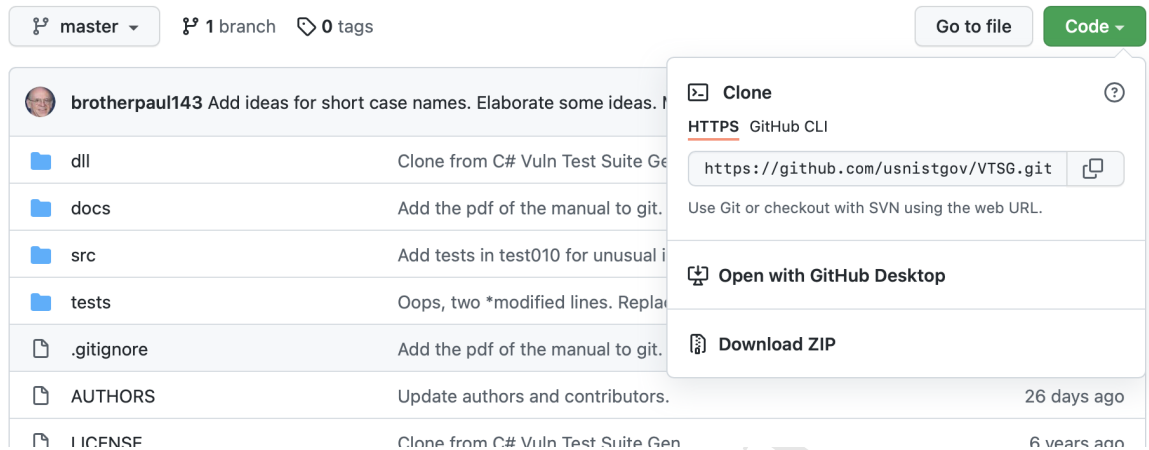 master 1 branch 0 tags Go to file Code
brotherpaul143 Add ideas for short case names. Elaborate some ideas.
Clone
HTTPS GitHub CLI
https://github.com/usnistgov/VTSG.git
Use Git or checkout with SVN using the web URL.
Open with GitHub Desktop
Download ZIP
dll Clone from C# Vuln Test Suite Ge
docs Add the pdf of the manual to git.
src Add tests in test010 for unusual i
tests Oops, two *modified lines. Repla
.gitignore Add the pdf of the manual to git.
AUTHORS Update authors and contributors. 26 days ago
LICENSE Clone from C# Vuln Test Suite Gen 6 years ago